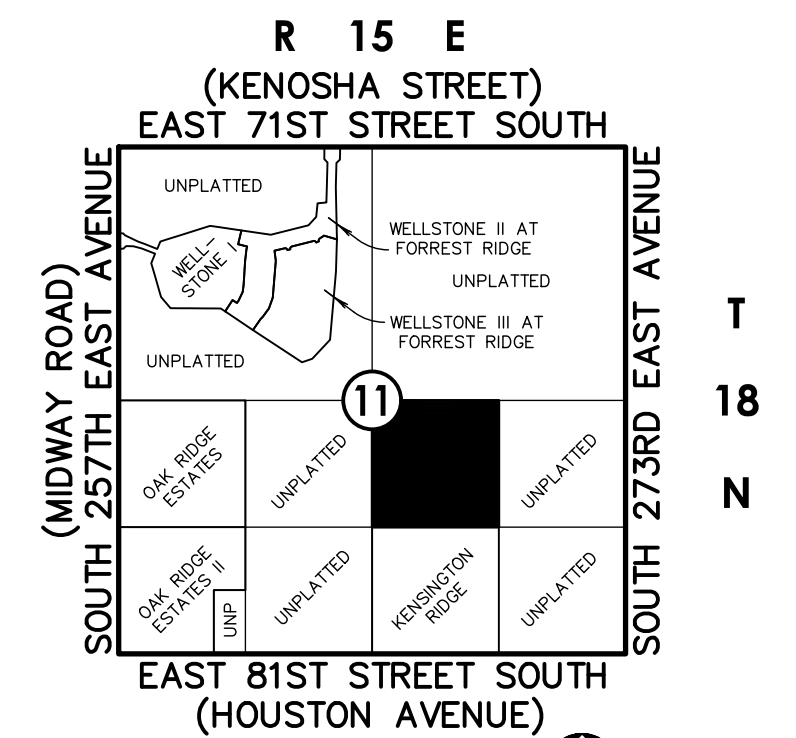 R 15 E
(KENOSHA STREET)
EAST 71ST STREET SOUTH
SOUTH 257TH EAST AVENUE
(MIDWAY ROAD)
UNPLATTED
WELL-
STONE I
WELLSTONE II AT
FORREST RIDGE
UNPLATTED
WELLSTONE III AT
FORREST RIDGE
UNPLATTED
11
OAK RIDGE
ESTATES
UNPLATTED
UNPLATTED
OAK RIDGE
ESTATES II
UNP
UNPLATTED
KENSINGTON
RIDGE
UNPLATTED
SOUTH 273RD EAST AVENUE
T
18
N
EAST 81ST STREET SOUTH
(HOUSTON AVENUE)